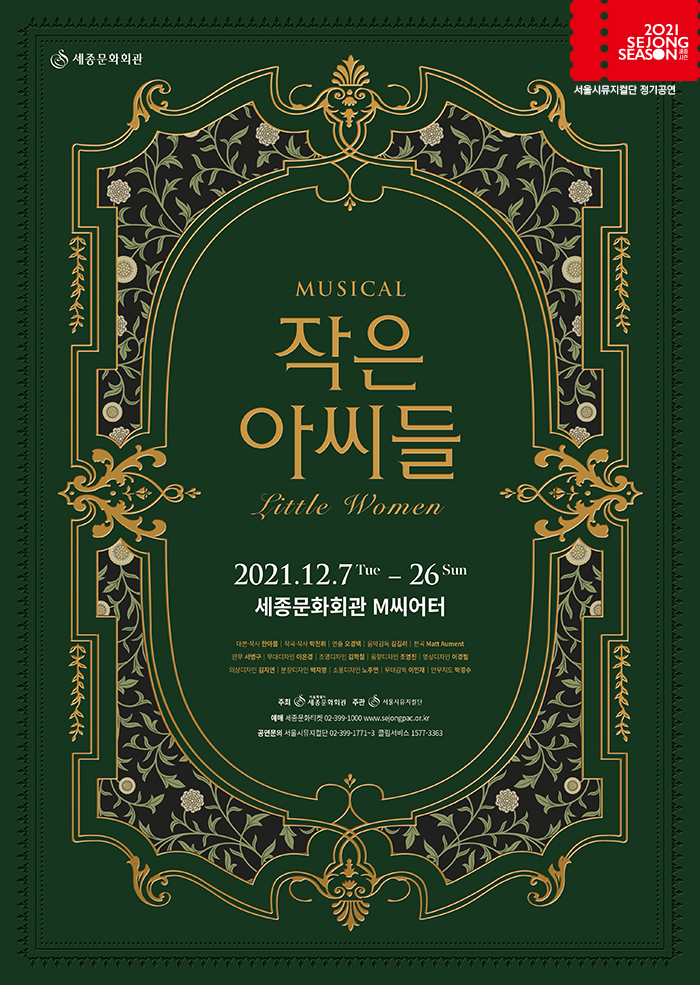 세종문화회관
2021
SEJONG
SEASON 세종시즌
서울시뮤지컬단 정기공연
MUSICAL
작은
아씨들
Little Women
2021.12.7 Tue – 26 Sun
세종문화회관 M씨어터
대본·작사 한아름 | 작곡·작사 박천휘 | 연출 오경택 | 음악감독 김길려 | 편곡 Matt Aument
안무 서병구 | 무대디자인 이은경 | 조명디자인 김학철 | 음향디자인 조영진 | 영상디자인 이경필
의상디자인 김지연 | 분장디자인 백지영 | 소품디자인 노주연 | 무대감독 이민재 | 안무지도 박경수
주최 세종문화회관 주관 서울시뮤지컬단
예매 세종문화티켓 02-399-1000 www.sejongpac.or.kr
공연문의 서울시뮤지컬단 02-399-1771~3 클립서비스 1577-3363